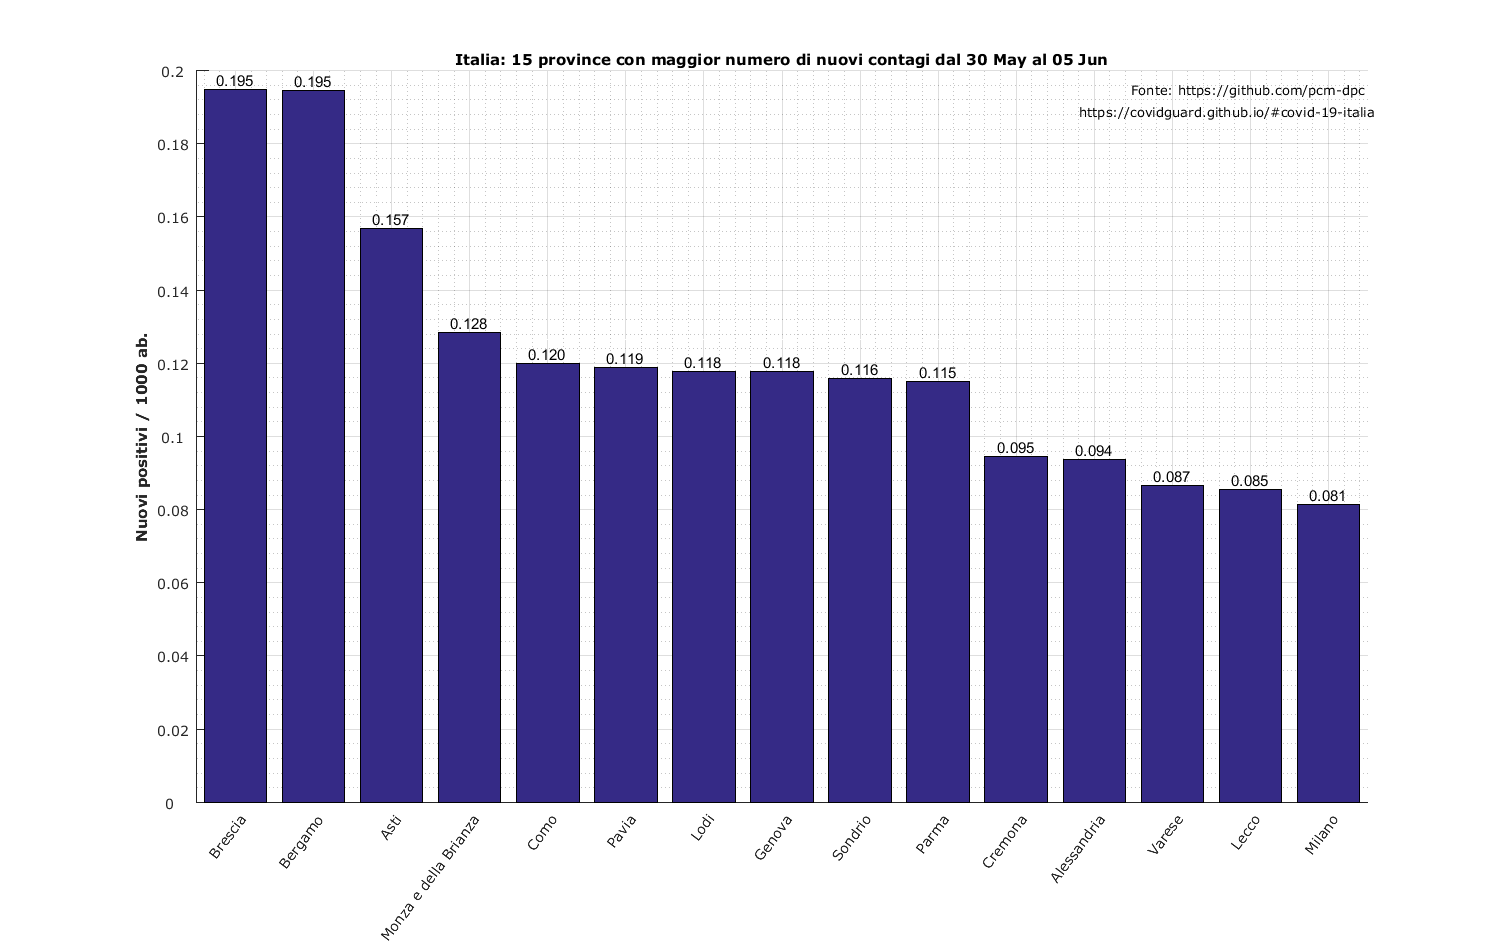 Italia: 15 province con maggior numero di nuovi contagi dal 30 May al 05 Jun
Fonte: https://github.com/pcm-dpc
https://covidguard.github.io/#covid-19-italia
Nuovi positivi / 1000 ab.
0.2
0.18
0.16
0.14
0.12
0.1
0.08
0.06
0.04
0.02
0
0.195
0.195
0.157
0.128
0.120
0.119
0.118
0.118
0.116
0.115
0.095
0.094
0.087
0.085
0.081
Brescia
Bergamo
Asti
Monza e della Brianza
Como
Pavia
Lodi
Genova
Sondrio
Parma
Cremona
Alessandria
Varese
Lecco
Milano